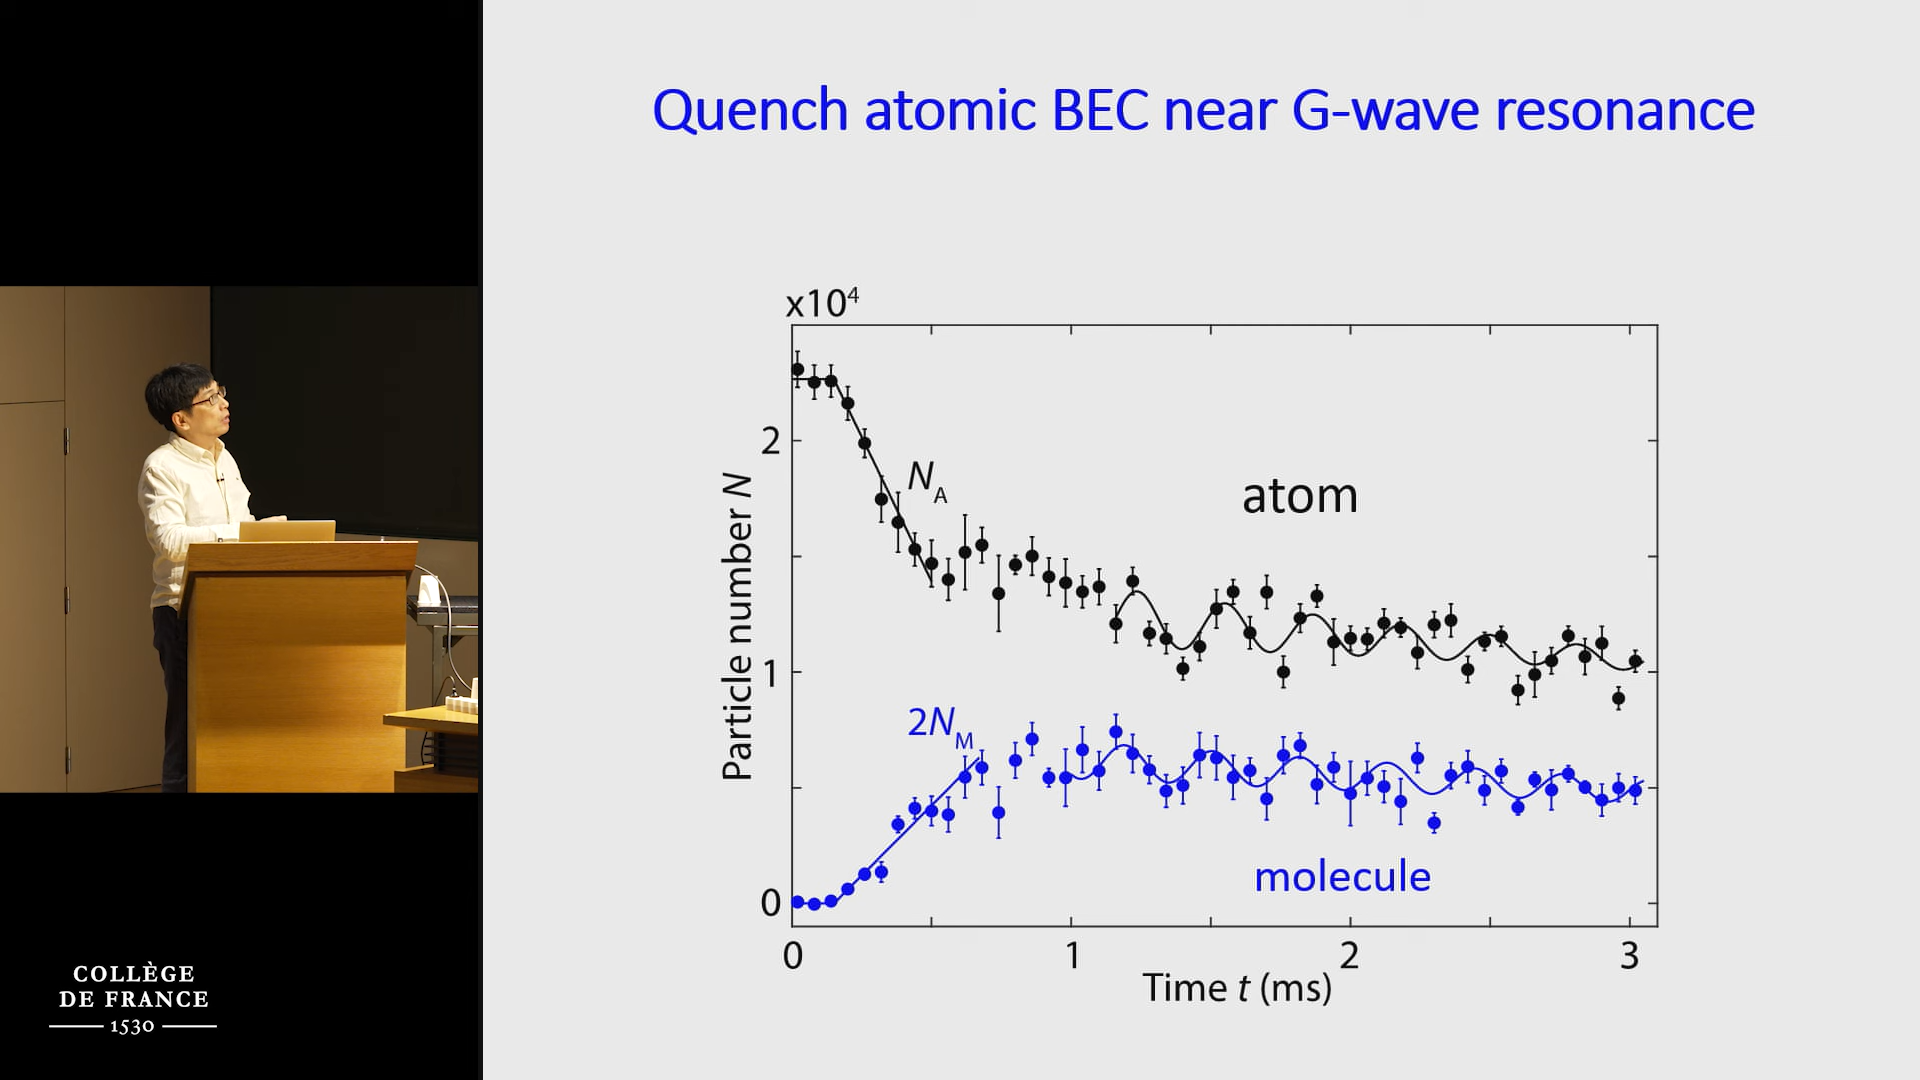 Quench atomic BEC near G-wave resonance
x10⁴
2
1
0
Particle number N
N_A
atom
2N_M
molecule
0 1 2 3
Time t (ms)
COLLÈGE
DE FRANCE
1530